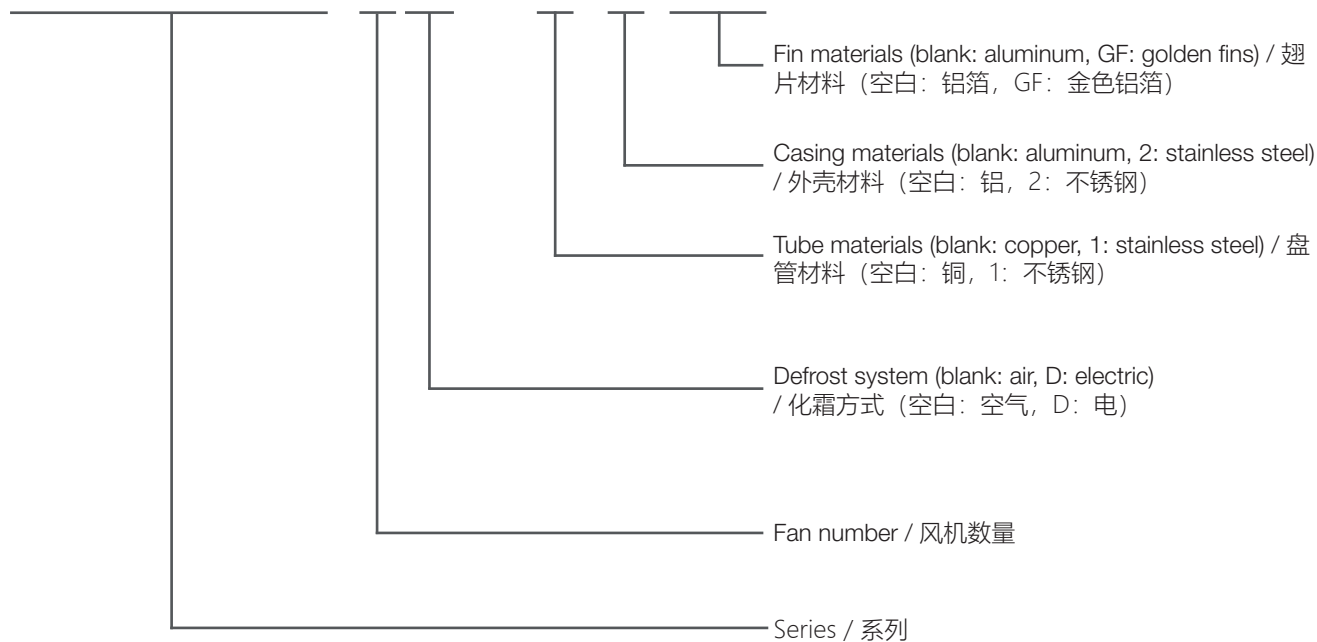 Fin materials (blank: aluminum, GF: golden fins) / 翅
片材料（空白：铝箔，GF：金色铝箔）
Casing materials (blank: aluminum, 2: stainless steel)
/ 外壳材料（空白：铝，2：不锈钢）
Tube materials (blank: copper, 1: stainless steel) / 盘
管材料（空白：铜，1：不锈钢）
Defrost system (blank: air, D: electric)
/ 化霜方式（空白：空气，D：电）
Fan number / 风机数量
Series / 系列